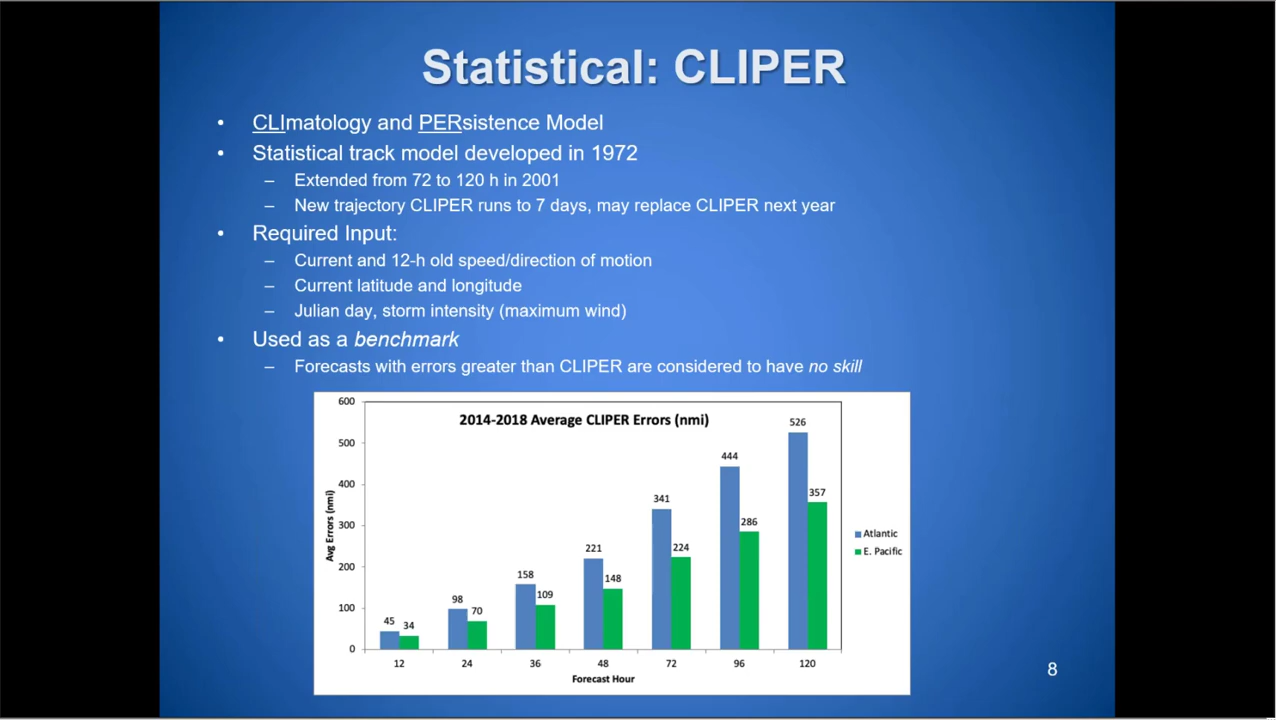 Statistical: CLIPER
• CLImatology and PERsistence Model
• Statistical track model developed in 1972
– Extended from 72 to 120 h in 2001
– New trajectory CLIPER runs to 7 days, may replace CLIPER next year
• Required Input:
– Current and 12-h old speed/direction of motion
– Current latitude and longitude
– Julian day, storm intensity (maximum wind)
• Used as a benchmark
– Forecasts with errors greater than CLIPER are considered to have no skill
2014-2018 Average CLIPER Errors (nmi)
Avg Errors (nmi)
600
500
400
300
200
100
0
45 34
98 70
158 109
221 148
341 224
444 286
526 357
12 24 36 48 72 96 120
Forecast Hour
Atlantic
E. Pacific
8